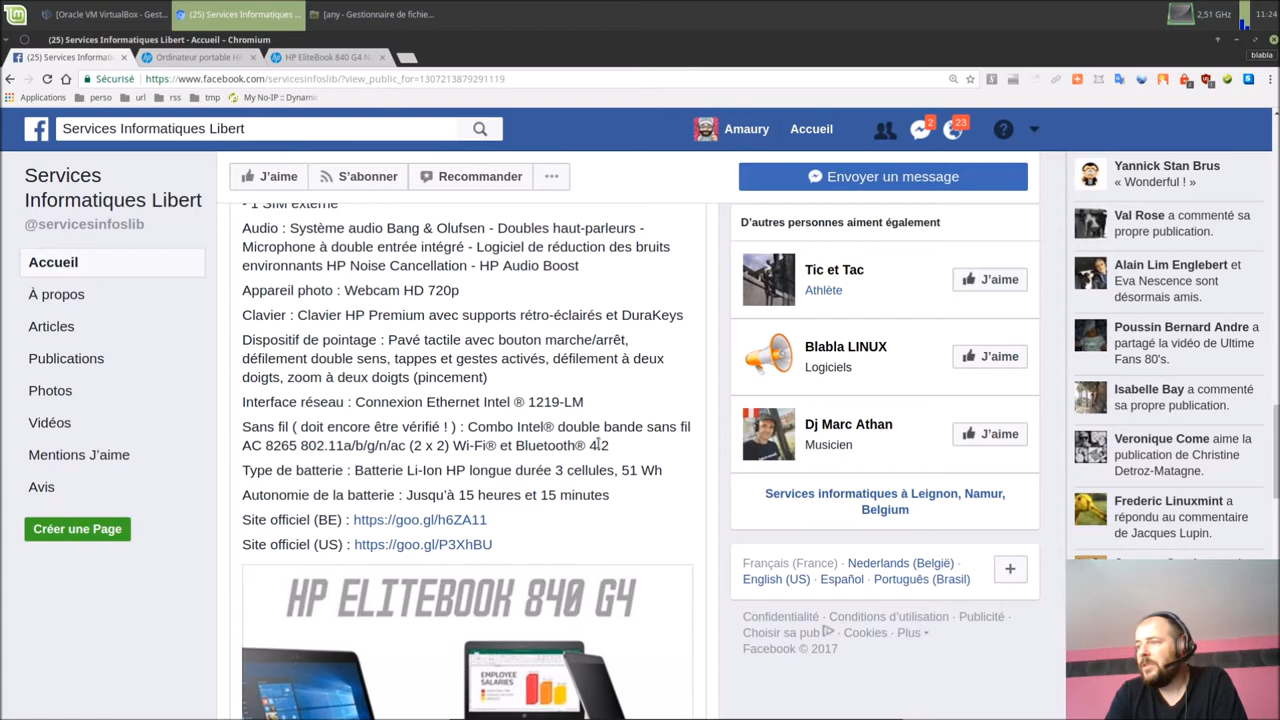 [Oracle VM VirtualBox - Gest...
(25) Services Informatiques ...
[any - Gestionnaire de fichie...
2,51 GHz
11:24
(25) Services Informatiques Libert - Accueil – Chromium
(25) Services Informati
Ordinateur portable HP
HP EliteBook 840 G4 N
blabla
Sécurisé
https://www.facebook.com/servicesinfoslib/?view_public_for=1307213879291119
Applications
perso
url
rss
tmp
My No-IP :: Dynamic
Services Informatiques Libert
Amaury
Accueil
2
23
Services
Informatiques Libert
@servicesinfoslib
Accueil
À propos
Articles
Publications
Photos
Vidéos
Mentions J'aime
Avis
Créer une Page
J'aime
S'abonner
Recommander
Envoyer un message
- 1 SIM externe
Audio : Système audio Bang & Olufsen - Doubles haut-parleurs -
Microphone à double entrée intégré - Logiciel de réduction des bruits
environnants HP Noise Cancellation - HP Audio Boost
Appareil photo : Webcam HD 720p
Clavier : Clavier HP Premium avec supports rétro-éclairés et DuraKeys
Dispositif de pointage : Pavé tactile avec bouton marche/arrêt,
défilement double sens, tappes et gestes activés, défilement à deux
doigts, zoom à deux doigts (pincement)
Interface réseau : Connexion Ethernet Intel ® 1219-LM
Sans fil ( doit encore être vérifié ! ) : Combo Intel® double bande sans fil
AC 8265 802.11a/b/g/n/ac (2 x 2) Wi-Fi® et Bluetooth® 4.2
Type de batterie : Batterie Li-Ion HP longue durée 3 cellules, 51 Wh
Autonomie de la batterie : Jusqu'à 15 heures et 15 minutes
Site officiel (BE) : https://goo.gl/h6ZA11
Site officiel (US) : https://goo.gl/P3XhBU
HP ELITEBOOK 840 G4
EMPLOYEE
SALARIES
D'autres personnes aiment également
Tic et Tac
Athlète
J'aime
Blabla LINUX
Logiciels
J'aime
Dj Marc Athan
Musicien
J'aime
Services informatiques à Leignon, Namur,
Belgium
Français (France) · Nederlands (België) ·
English (US) · Español · Português (Brasil)
Confidentialité · Conditions d'utilisation · Publicité ·
Choisir sa pub · Cookies · Plus
Facebook © 2017
Yannick Stan Brus
« Wonderful ! »
Val Rose a commenté sa
propre publication.
Alain Lim Englebert et
Eva Nescence sont
désormais amis.
Poussin Bernard Andre a
partagé la vidéo de Ultime
Fans 80's.
Isabelle Bay a commenté
sa propre publication.
Veronique Come aime la
publication de Christine
Detroz-Matagne.
Frederic Linuxmint a
répondu au commentaire
de Jacques Lupin.